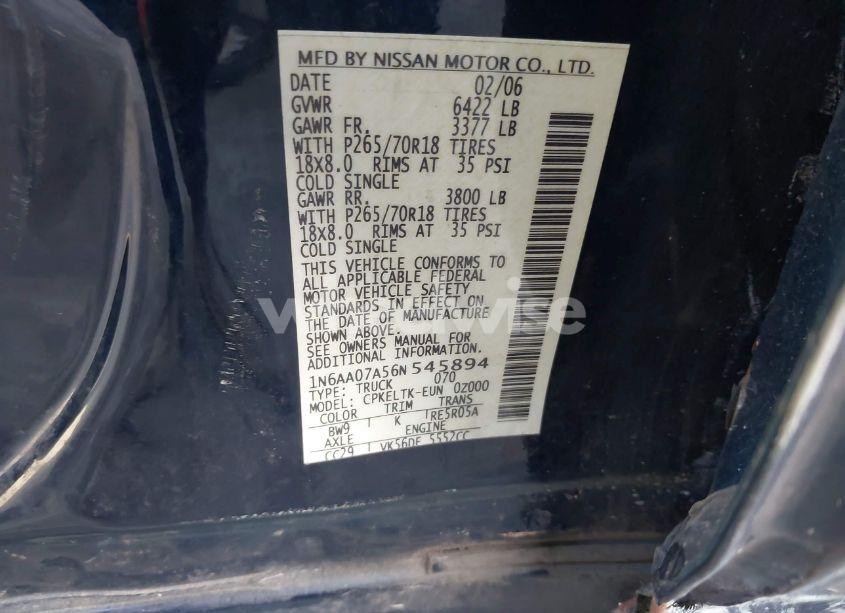 MFD BY NISSAN MOTOR CO., LTD.
DATE 02/06
GVWR 6422 LB
GAWR FR. 3377 LB
WITH P265/70R18 TIRES
18X8.0 RIMS AT 35 PSI
COLD SINGLE
GAWR RR. 3800 LB
WITH P265/70R18 TIRES
18X8.0 RIMS AT 35 PSI
COLD SINGLE
THIS VEHICLE CONFORMS TO
ALL APPLICABLE FEDERAL
MOTOR VEHICLE SAFETY
STANDARDS IN EFFECT ON
THE DATE OF MANUFACTURE
SHOWN ABOVE.
SEE OWNERS MANUAL FOR
ADDITIONAL INFORMATION.
1N6AA07A56N545894
TYPE: TRUCK 070
MODEL: CPKELTK-EUN 0Z000
COLOR TRIM TRANS
BW9 K RE5R05A
AXLE ENGINE
CC29 VK56DE 5552CC